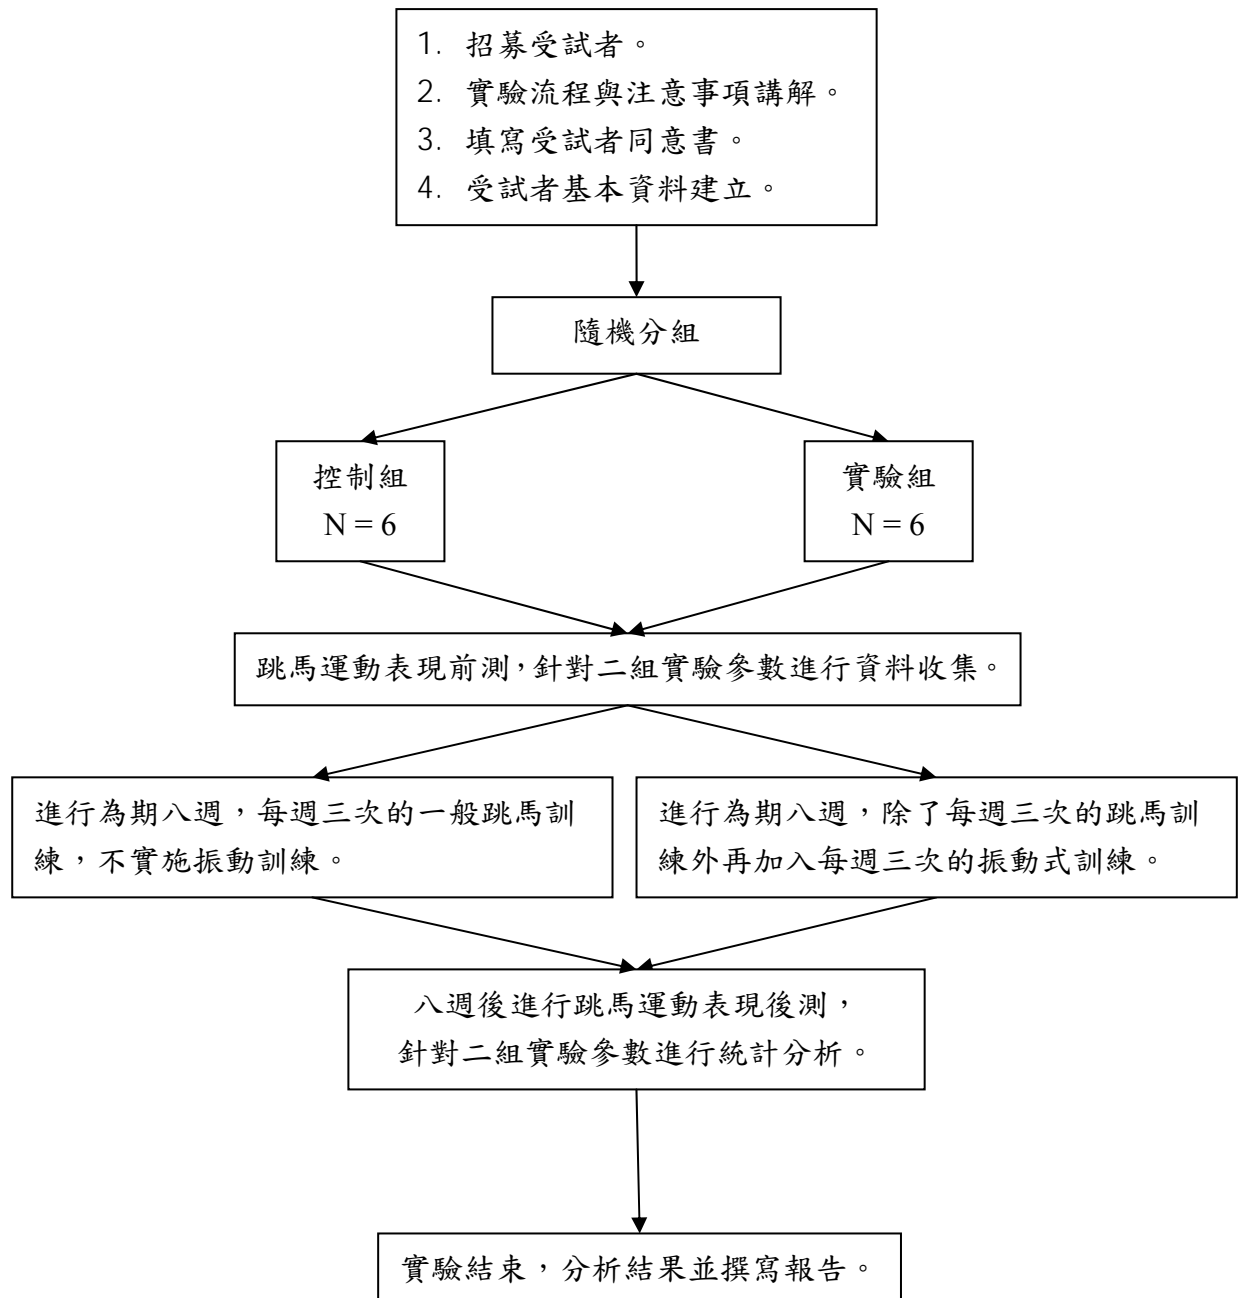 1. 招募受試者。
2. 實驗流程與注意事項講解。
3. 填寫受試者同意書。
4. 受試者基本資料建立。
隨機分組
控制組
N = 6
實驗組
N = 6
跳馬運動表現前測，針對二組實驗參數進行資料收集。
進行為期八週，每週三次的一般跳馬訓
練，不實施振動訓練。
進行為期八週，除了每週三次的跳馬訓
練外再加入每週三次的振動式訓練。
八週後進行跳馬運動表現後測，
針對二組實驗參數進行統計分析。
實驗結束，分析結果並撰寫報告。